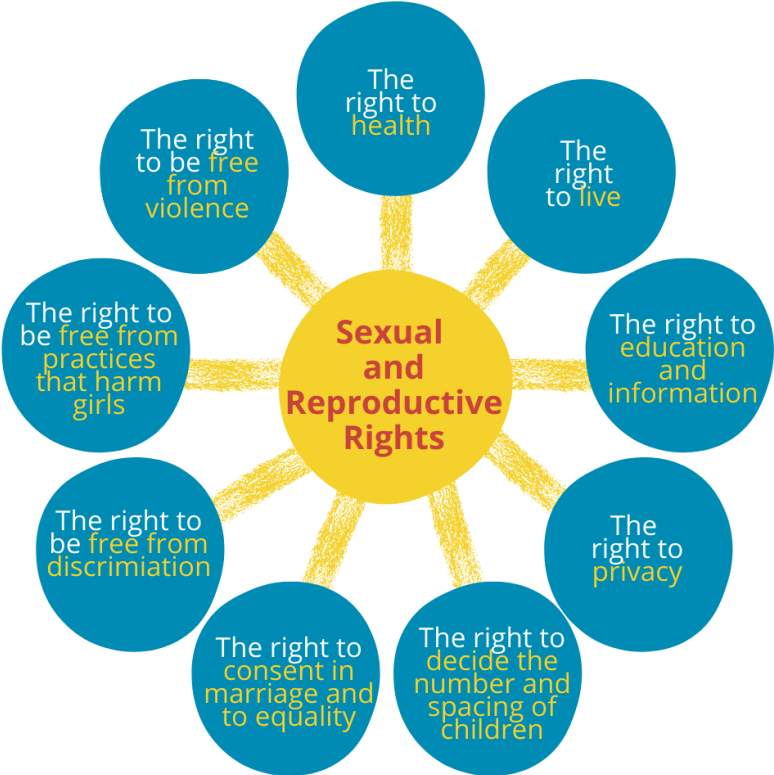 Sexual
and
Reproductive
Rights
The
right to
health
The
right
to live
The right to
education
and
information
The
right to
privacy
The right to
decide the
number and
spacing of
children
The right to
consent in
marriage and
to equality
The right to
be free from
discrimiation
The right to
be free from
practices
that harm
girls
The right
to be free
from
violence